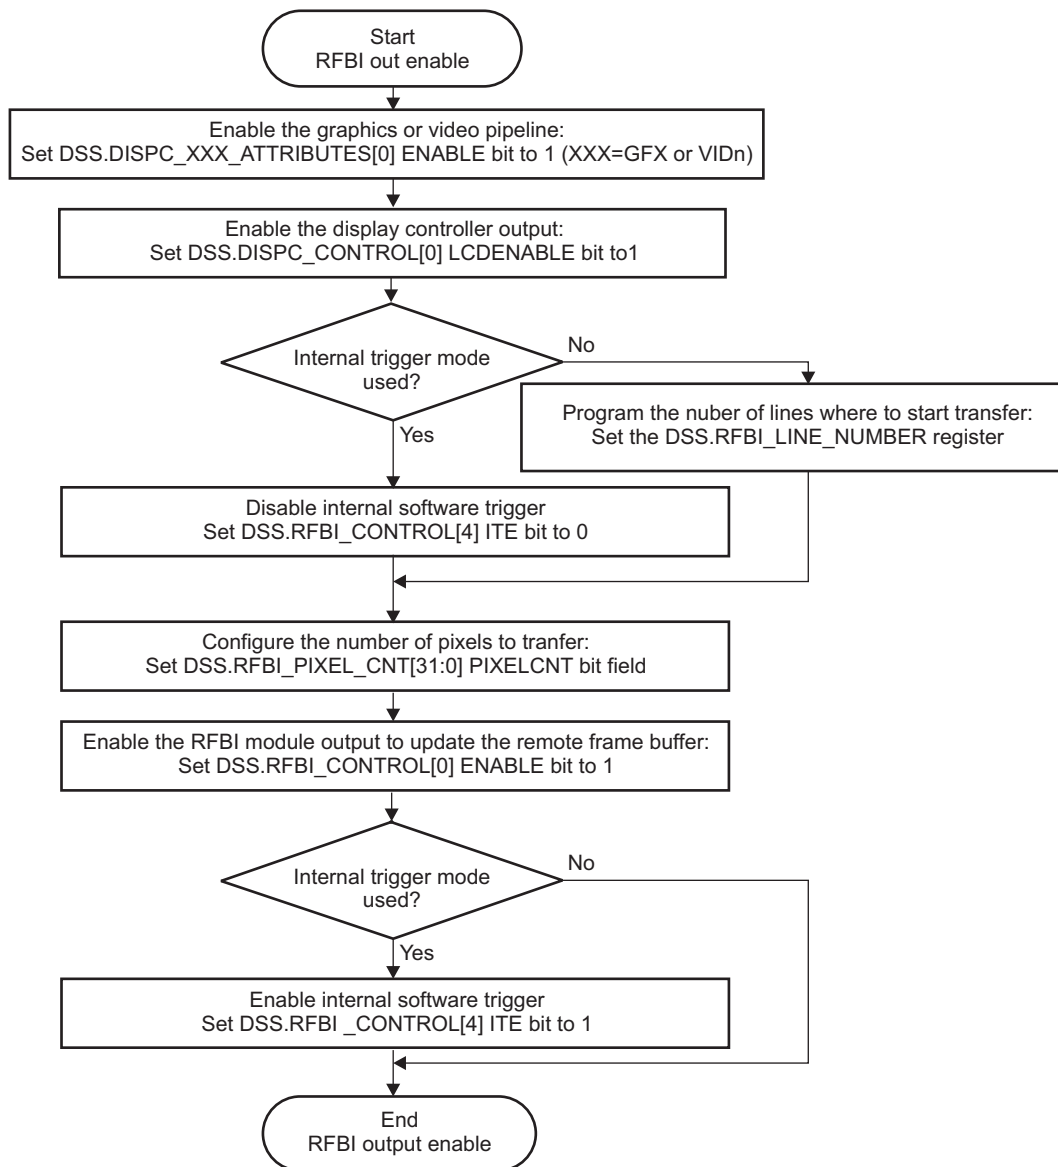 Start
RFBI out enable
Enable the graphics or video pipeline:
Set DSS.DISPC_XXX_ATTRIBUTES[0] ENABLE bit to 1 (XXX=GFX or VIDn)
Enable the display controller output:
Set DSS.DISPC_CONTROL[0] LCDENABLE bit to1
Internal trigger mode
used?
No
Program the nuber of lines where to start transfer:
Set the DSS.RFBI_LINE_NUMBER register
Yes
Disable internal software trigger
Set DSS.RFBI_CONTROL[4] ITE bit to 0
Configure the number of pixels to tranfer:
Set DSS.RFBI_PIXEL_CNT[31:0] PIXELCNT bit field
Enable the RFBI module output to update the remote frame buffer:
Set DSS.RFBI_CONTROL[0] ENABLE bit to 1
Internal trigger mode
used?
No
Yes
Enable internal software trigger
Set DSS.RFBI _CONTROL[4] ITE bit to 1
End
RFBI output enable